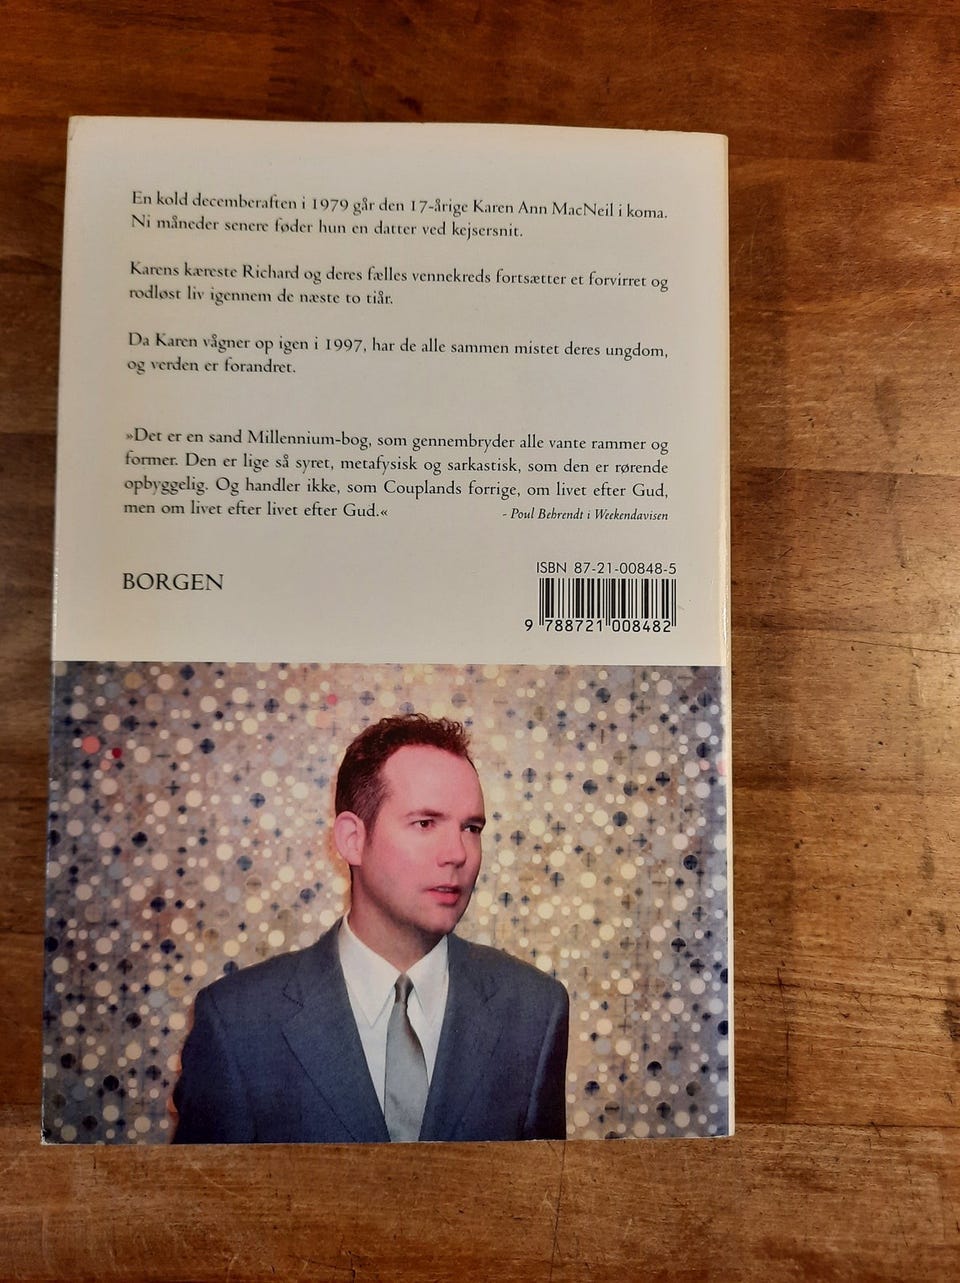 En kold decemberaften i 1979 går den 17-årige Karen Ann MacNeil i koma.
Ni måneder senere føder hun en datter ved kejsersnit.
Karens kæreste Richard og deres fælles vennekreds fortsætter et forvirret og
rodløst liv igennem de næste to tiår.
Da Karen vågner op igen i 1997, har de alle sammen mistet deres ungdom,
og verden er forandret.
»Det er en sand Millennium-bog, som gennembryder alle vante rammer og
former. Den er lige så syret, metafysisk og sarkastisk, som den er rørende
opbyggelig. Og handler ikke, som Couplands forrige, om livet efter Gud,
men om livet efter livet efter Gud.«
- Poul Behrendt i Weekendavisen
BORGEN
ISBN 87-21-00848-5
9 788721 008482